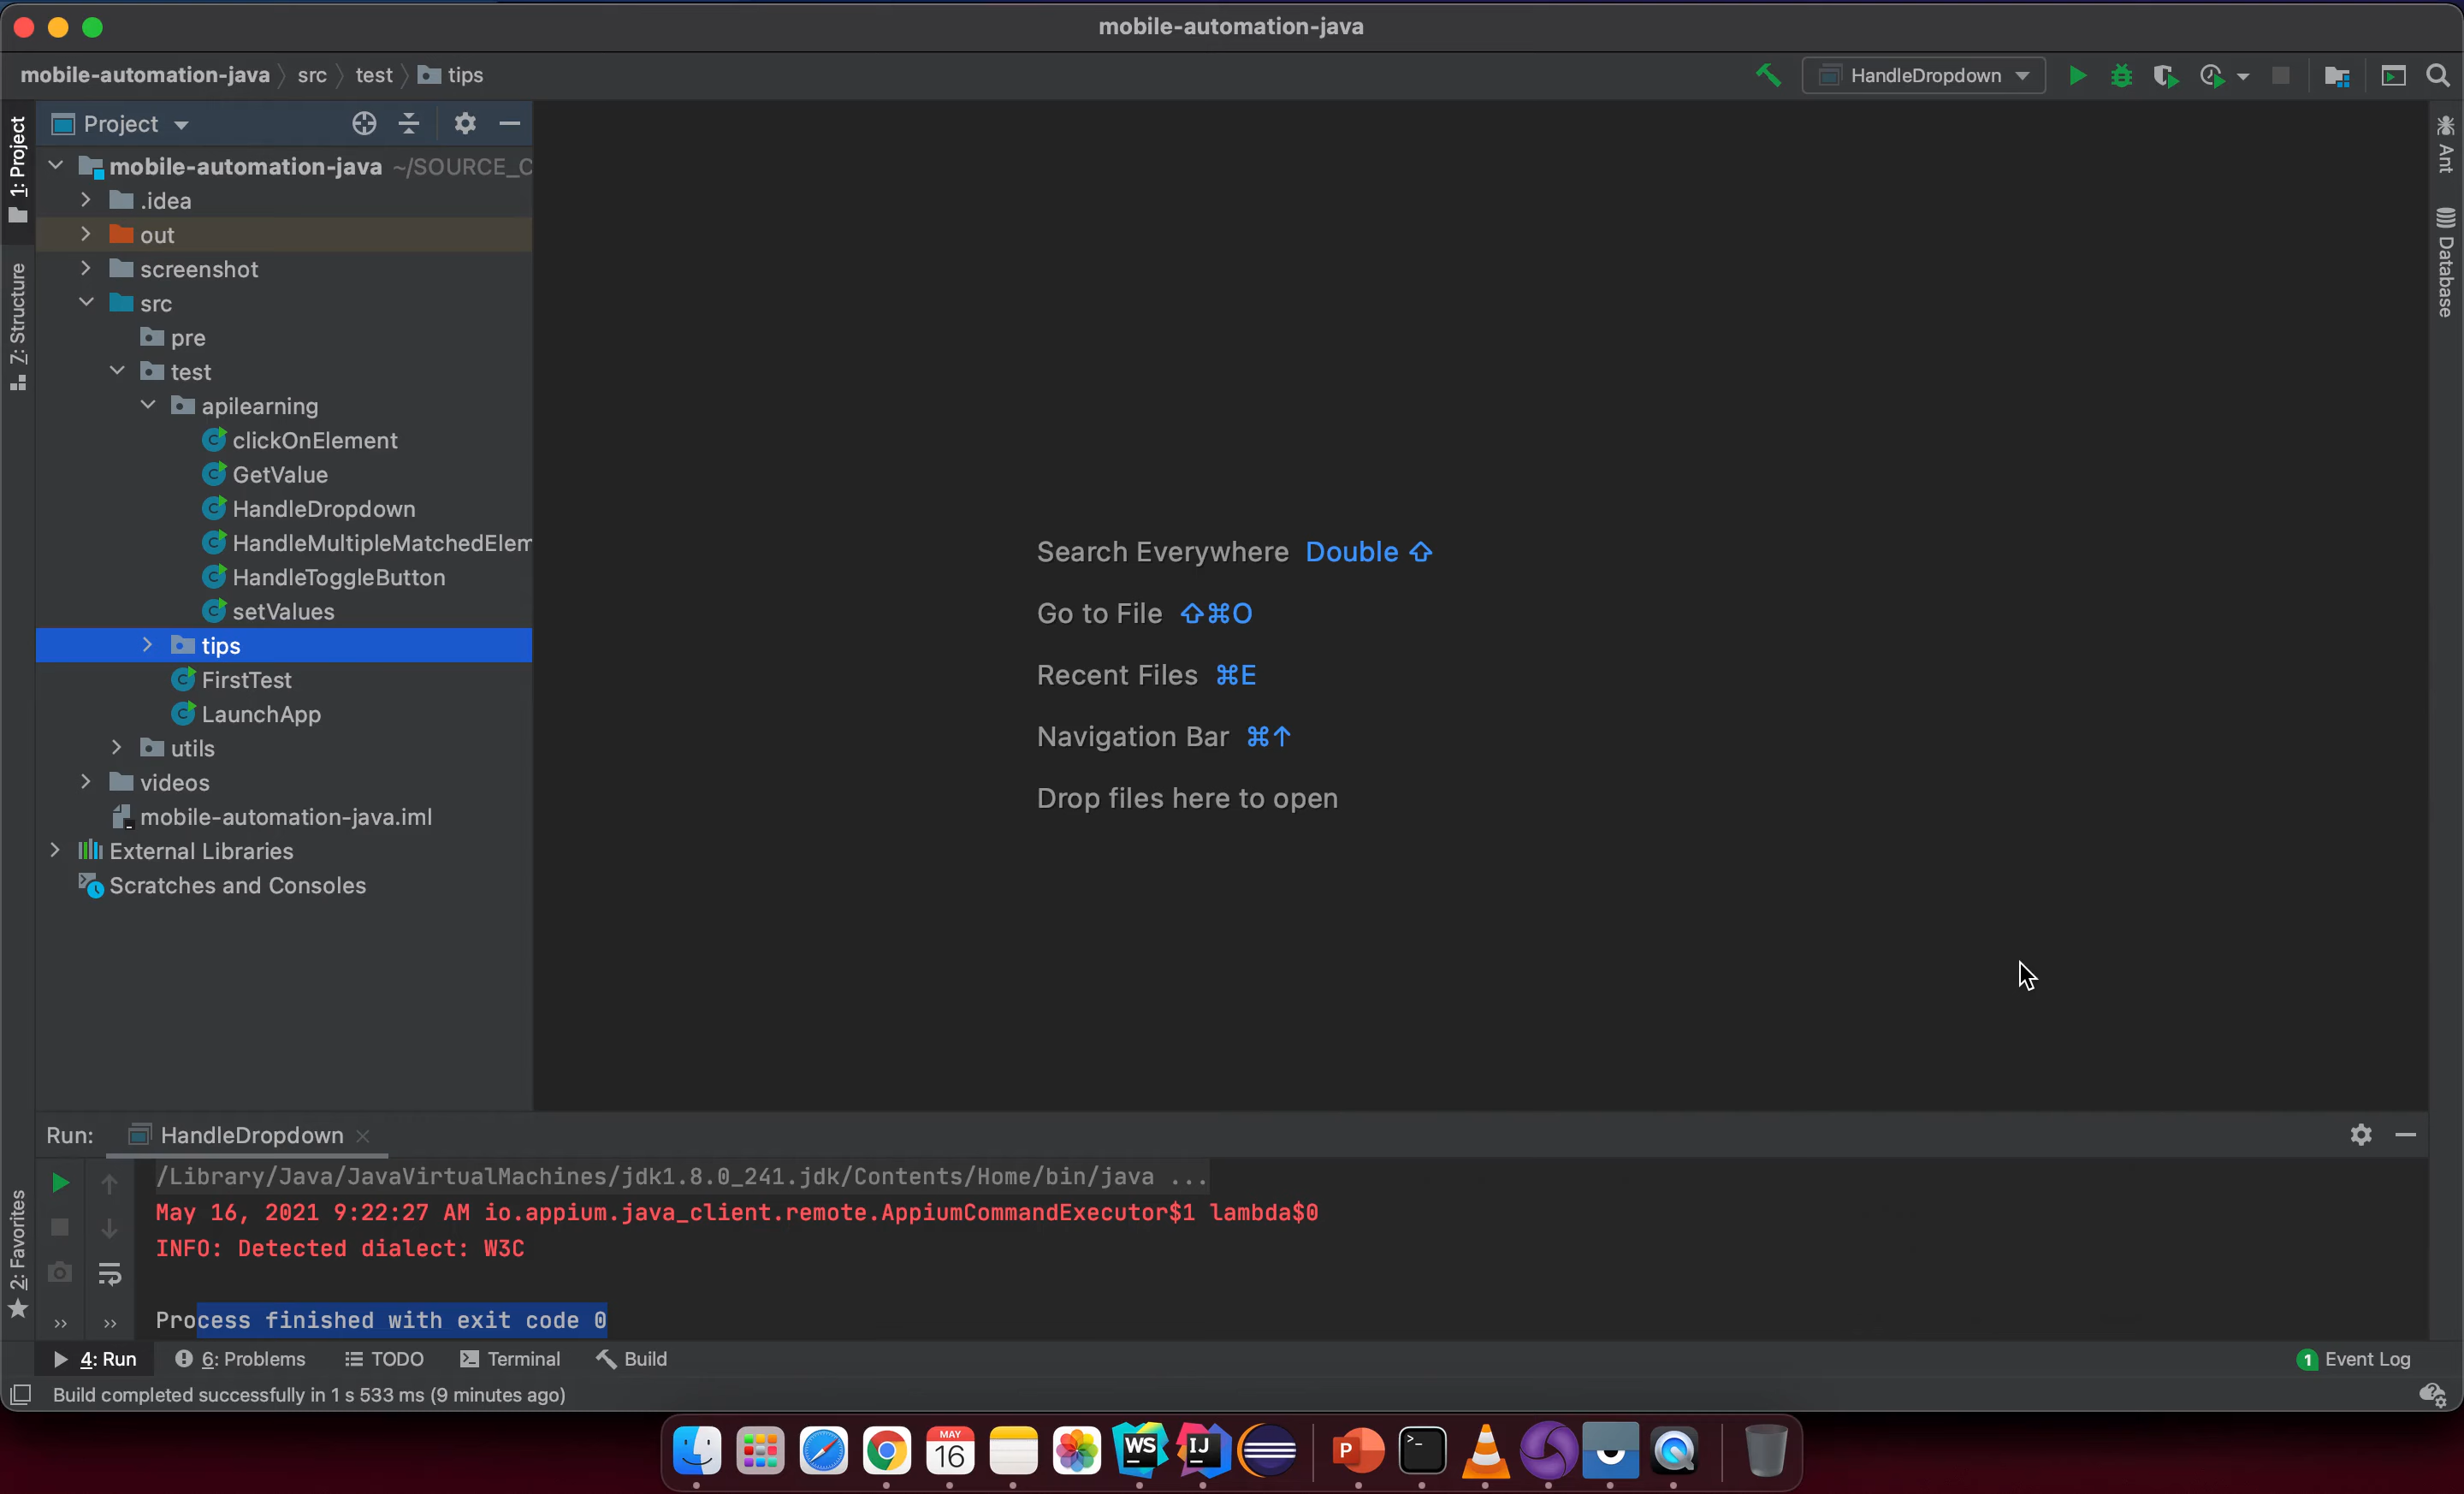 mobile-automation-java
mobile-automation-java src test tips
HandleDropdown
1: Project
7: Structure
2: Favorites
Project
mobile-automation-java ~/SOURCE_C
.idea
out
screenshot
src
pre
test
apilearning
clickOnElement
GetValue
HandleDropdown
HandleMultipleMatchedElem
HandleToggleButton
setValues
tips
FirstTest
LaunchApp
utils
videos
mobile-automation-java.iml
External Libraries
Scratches and Consoles
Search Everywhere Double ⇧
Go to File ⇧⌘O
Recent Files ⌘E
Navigation Bar ⌘↑
Drop files here to open
Ant
Database
Run: HandleDropdown
/Library/Java/JavaVirtualMachines/jdk1.8.0_241.jdk/Contents/Home/bin/java ...
May 16, 2021 9:22:27 AM io.appium.java_client.remote.AppiumCommandExecutor$1 lambda$0
INFO: Detected dialect: W3C
Process finished with exit code 0
4: Run 6: Problems TODO Terminal Build
1 Event Log
Build completed successfully in 1 s 533 ms (9 minutes ago)
MAY
16
WS
IJ
P